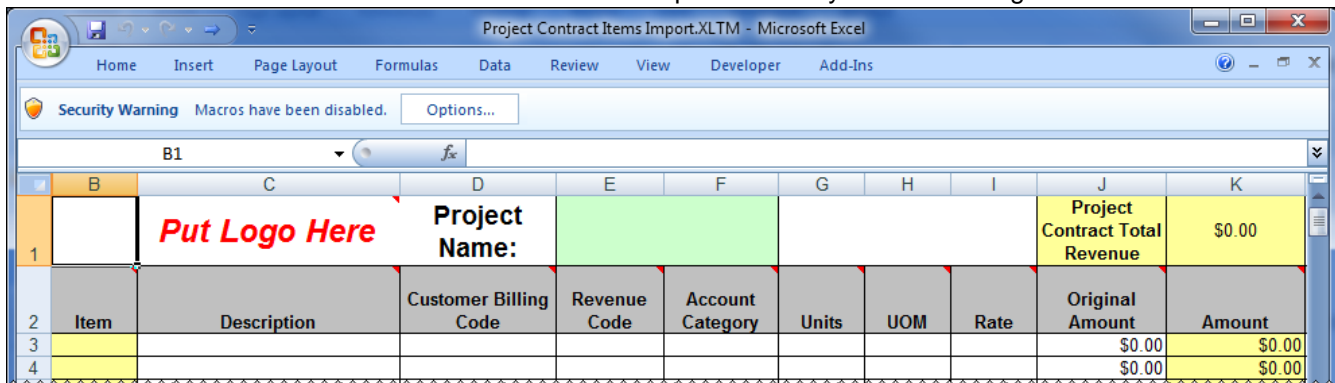 Project Contract Items Import.XLTM - Microsoft Excel
Home Insert Page Layout Formulas Data Review View Developer Add-Ins
Security Warning Macros have been disabled. Options...
B1 fx
B C D E F G H I J K
1 Put Logo Here Project Name: Project Contract Total Revenue $0.00
2 Item Description Customer Billing Code Revenue Code Account Category Units UOM Rate Original Amount Amount
3 $0.00 $0.00
4 $0.00 $0.00